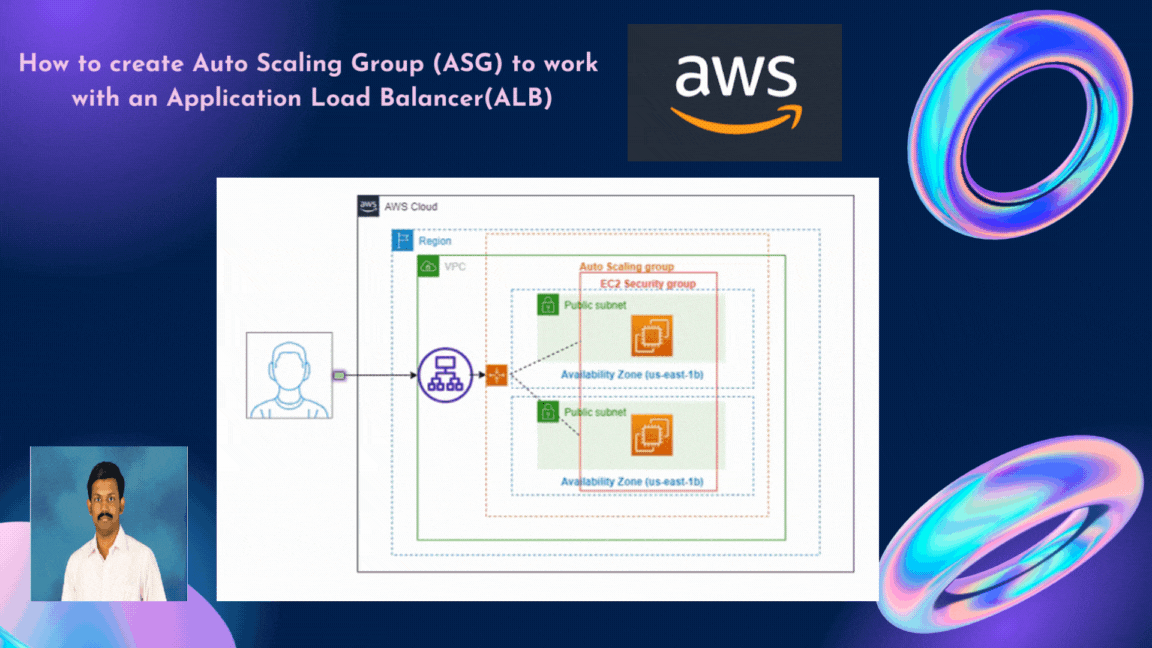 How to create Auto Scaling Group (ASG) to work
with an Application Load Balancer(ALB)
aws
aws
AWS Cloud
Region
VPC
Auto Scaling group
EC2 Security group
Public subnet
Availability Zone (us-east-1b)
Public subnet
Availability Zone (us-east-1b)